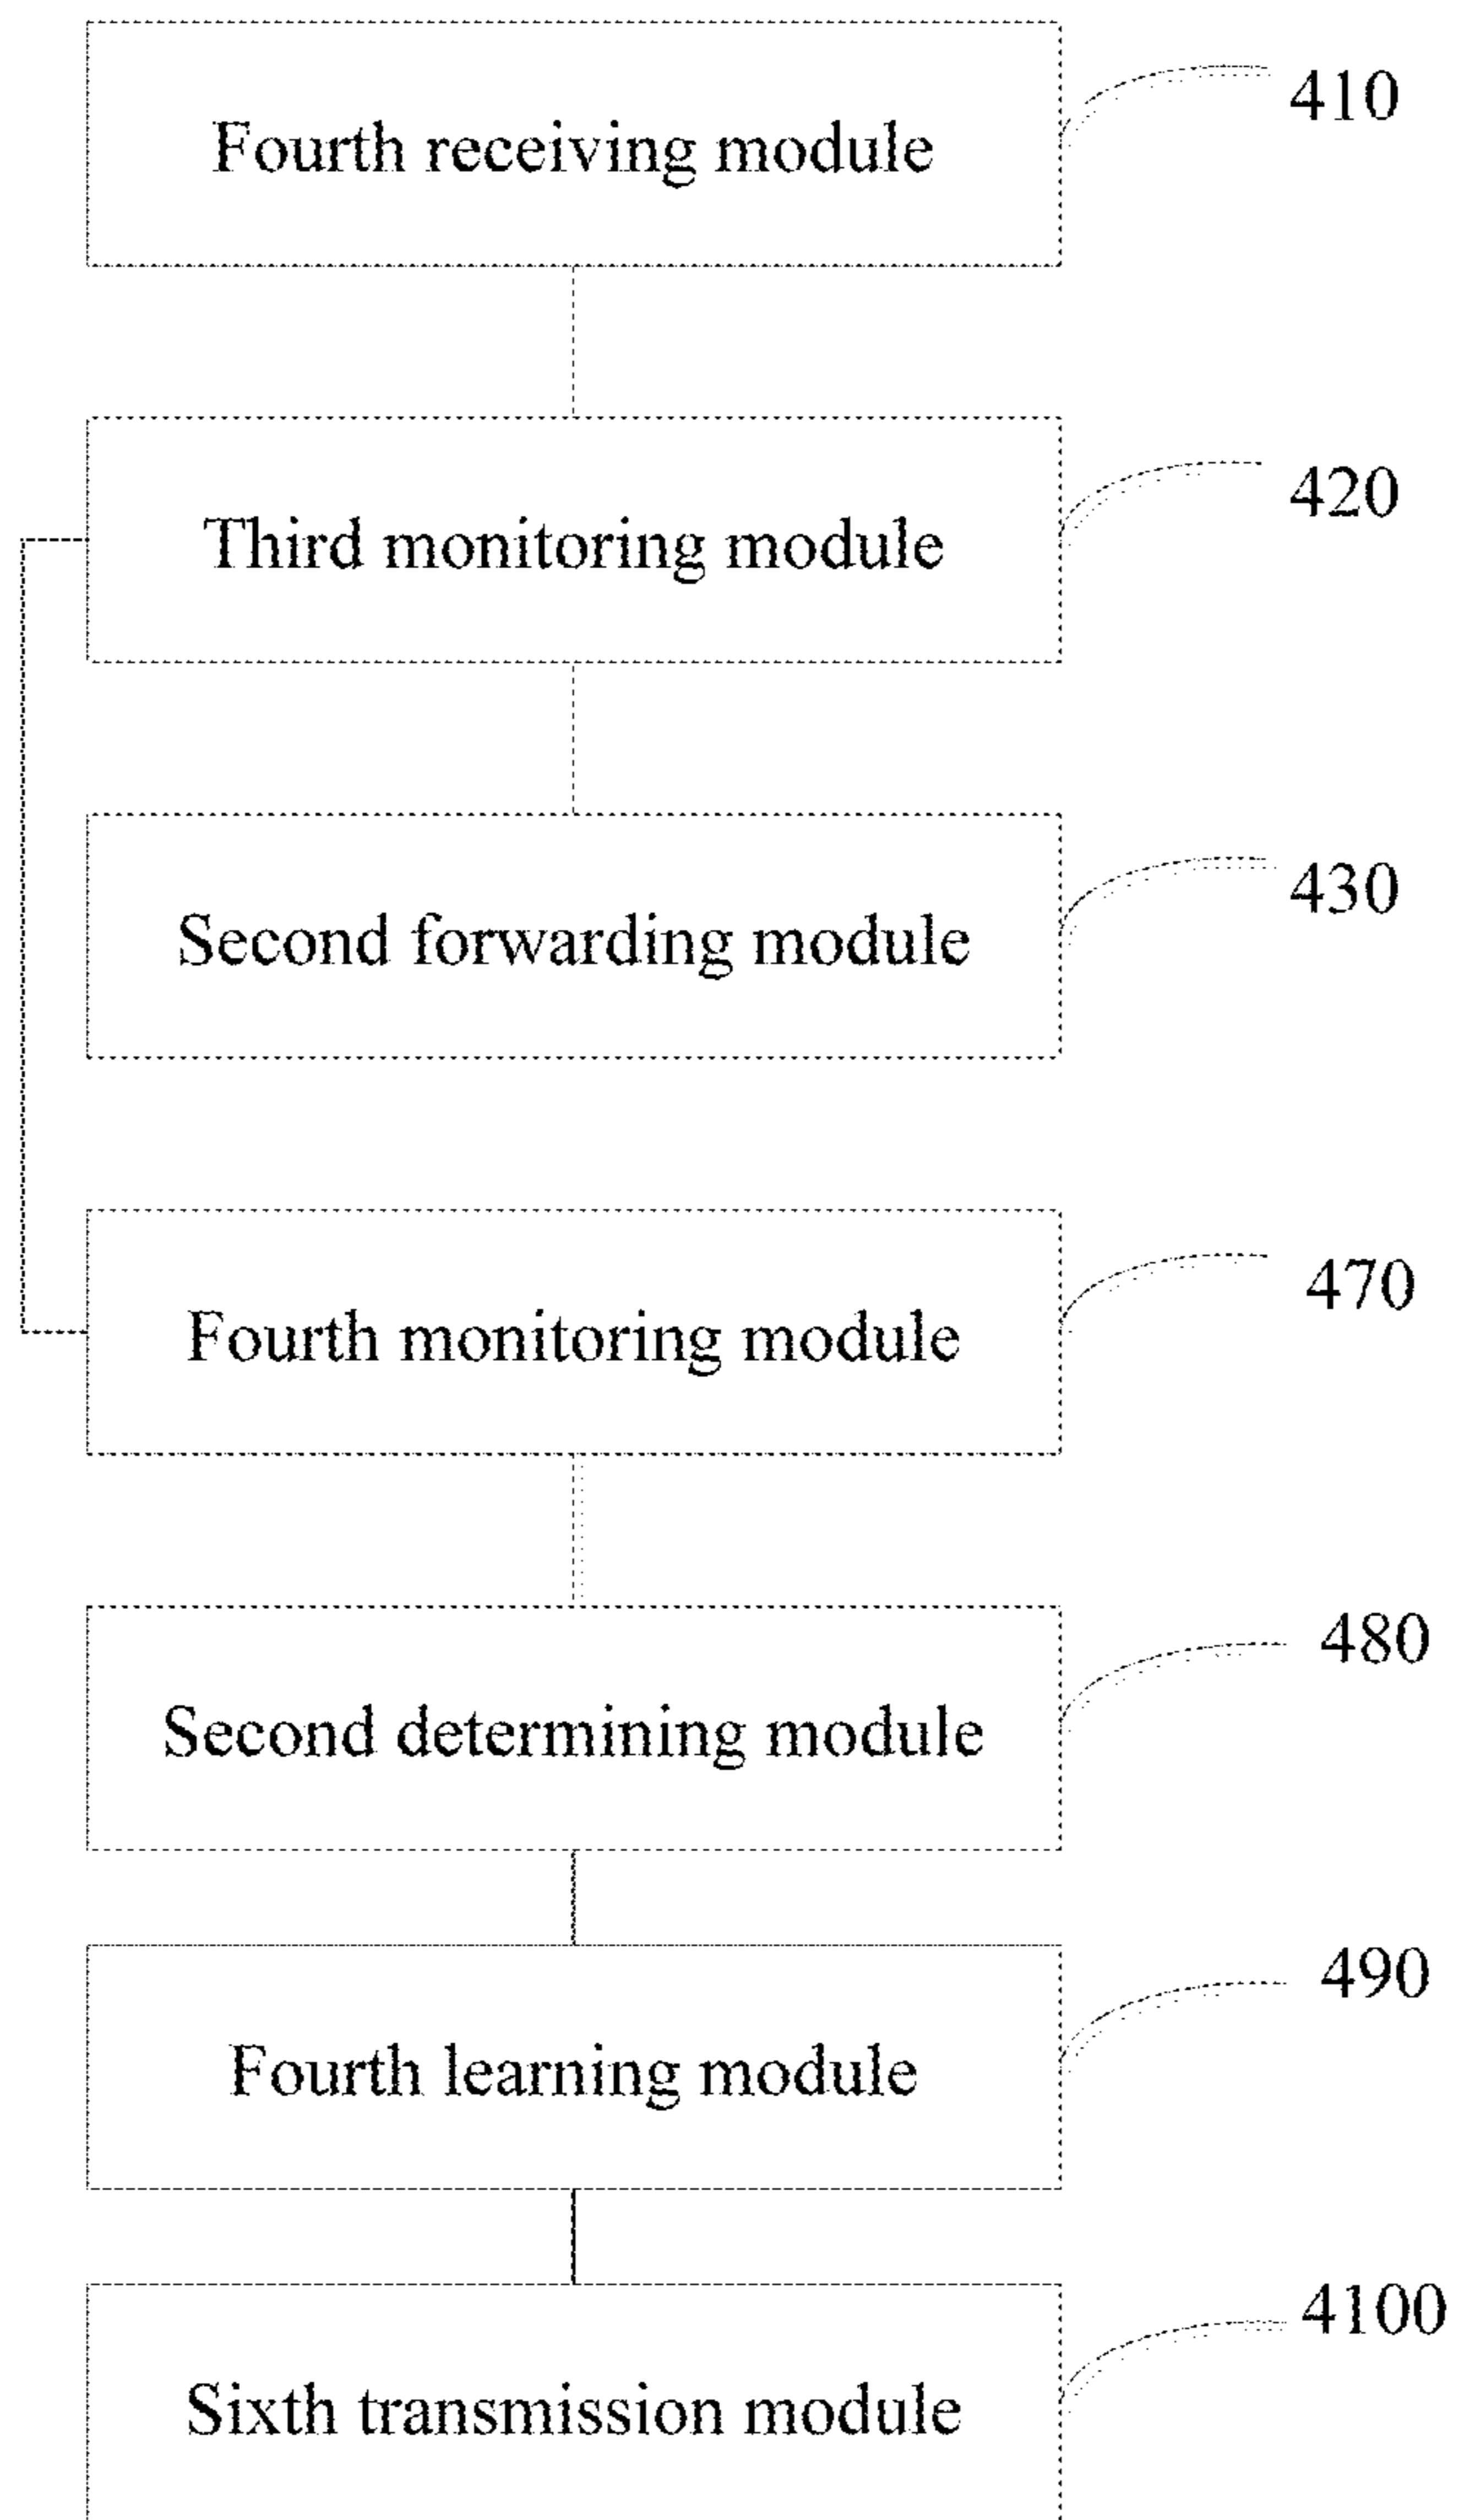 Fourth receiving module
410
Third monitoring module
420
Second forwarding module
430
Fourth monitoring module
470
Second determining module
480
Fourth learning module
490
Sixth transmission module
4100